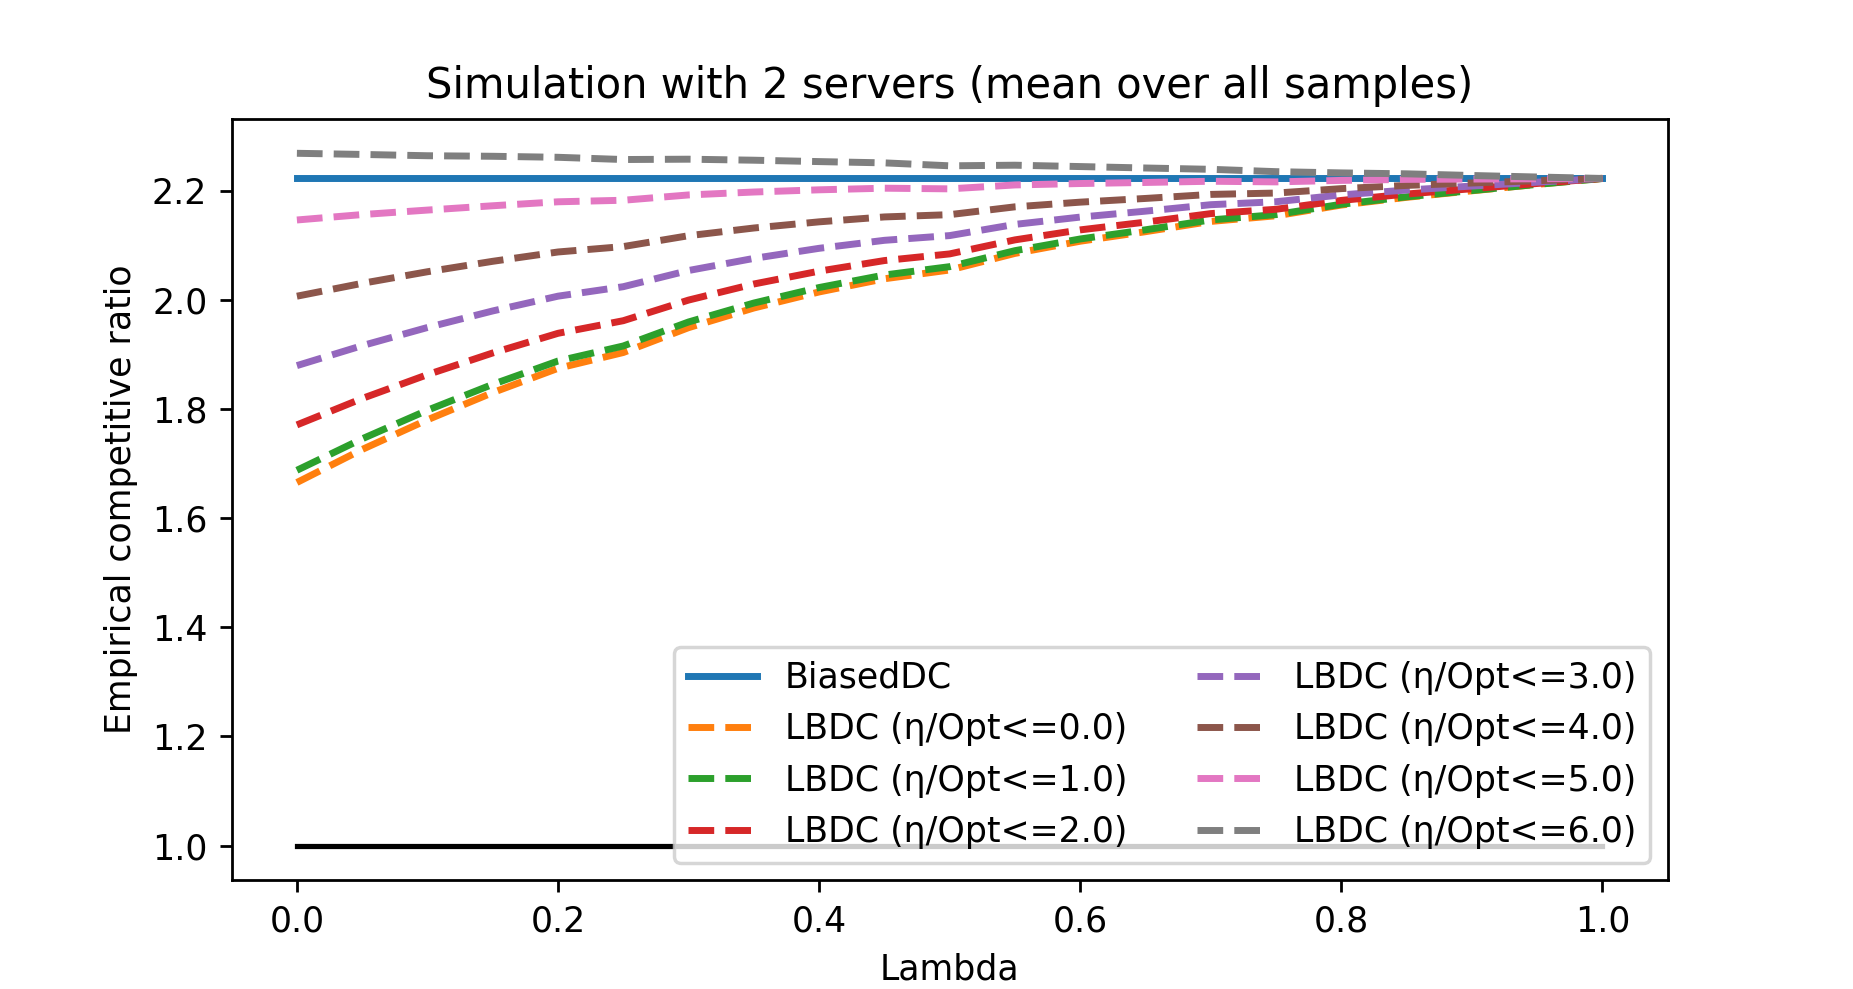 Simulation with 2 servers (mean over all samples)
Empirical competitive ratio
2.2
2.0
1.8
1.6
1.4
1.2
1.0
BiasedDC
LBDC (η/Opt<=0.0)
LBDC (η/Opt<=1.0)
LBDC (η/Opt<=2.0)
LBDC (η/Opt<=3.0)
LBDC (η/Opt<=4.0)
LBDC (η/Opt<=5.0)
LBDC (η/Opt<=6.0)
0.0 0.2 0.4 0.6 0.8 1.0
Lambda